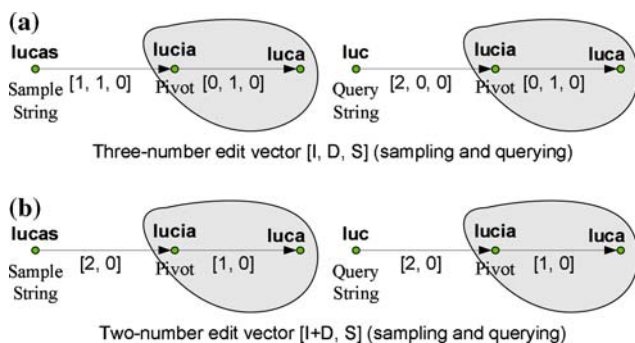 (a)
lucas lucia luca luc lucia luca
[1, 1, 0] [0, 1, 0] [2, 0, 0] [0, 1, 0]
Sample Pivot Query Pivot
String String
Three-number edit vector [I, D, S] (sampling and querying)
(b)
lucas lucia luca luc lucia luca
[2, 0] [1, 0] [2, 0] [1, 0]
Sample Pivot Query Pivot
String String
Two-number edit vector [I+D, S] (sampling and querying)